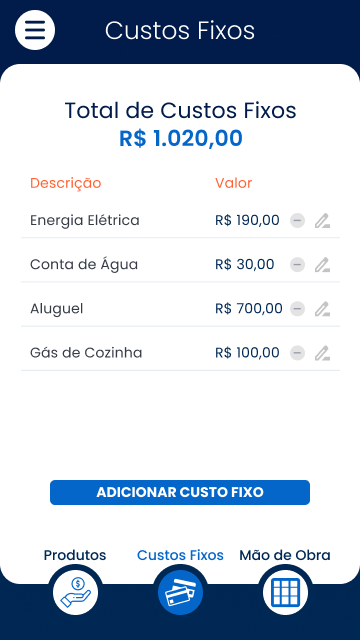 Custos Fixos
Total de Custos Fixos
R$ 1.020,00
Descrição Valor
Energia Elétrica R$ 190,00
Conta de Água R$ 30,00
Aluguel R$ 700,00
Gás de Cozinha R$ 100,00
ADICIONAR CUSTO FIXO
Produtos Custos Fixos Mão de Obra